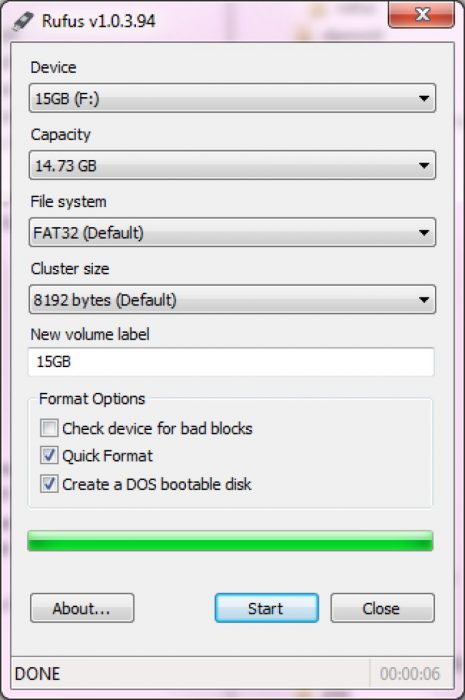 Rufus v1.0.3.94
Device
15GB (F:)
Capacity
14.73 GB
File system
FAT32 (Default)
Cluster size
8192 bytes (Default)
New volume label
15GB
Format Options
Check device for bad blocks
Quick Format
Create a DOS bootable disk
About... Start Close
DONE 00:00:06